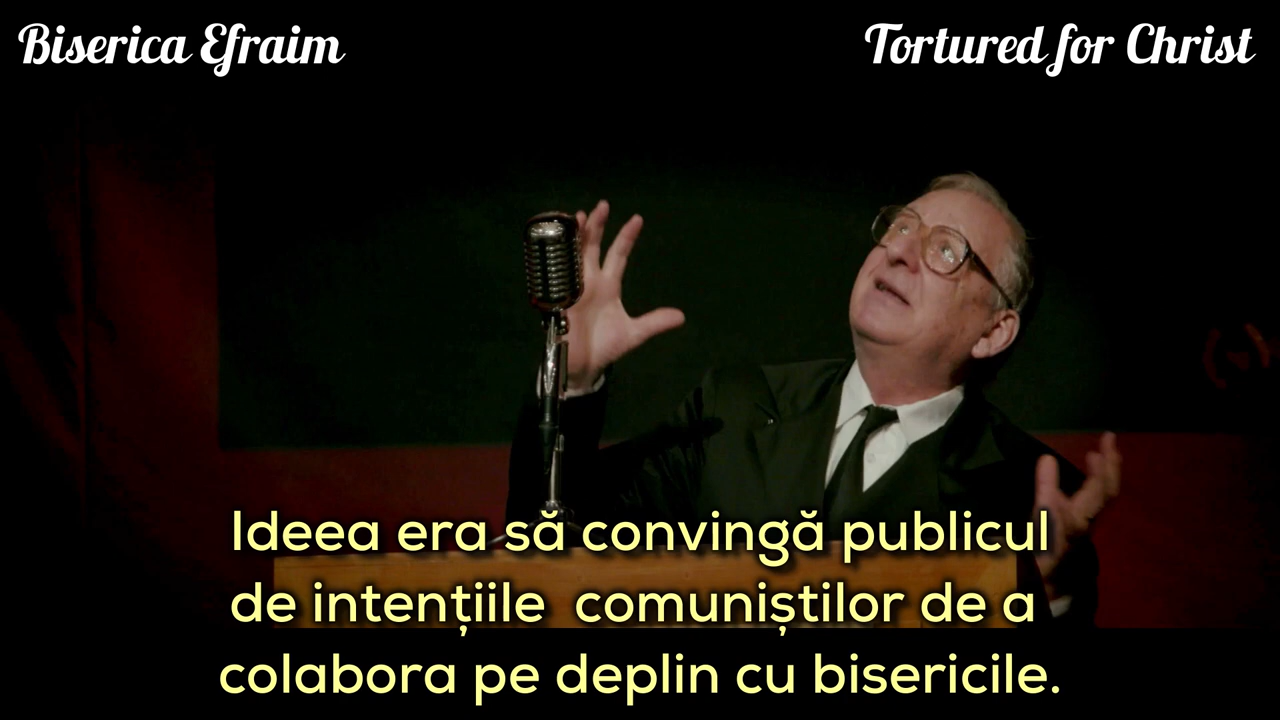 Biserica Efraim
Tortured for Christ
Ideea era să convingă publicul
de intențiile comuniștilor de a
colabora pe deplin cu bisericile.